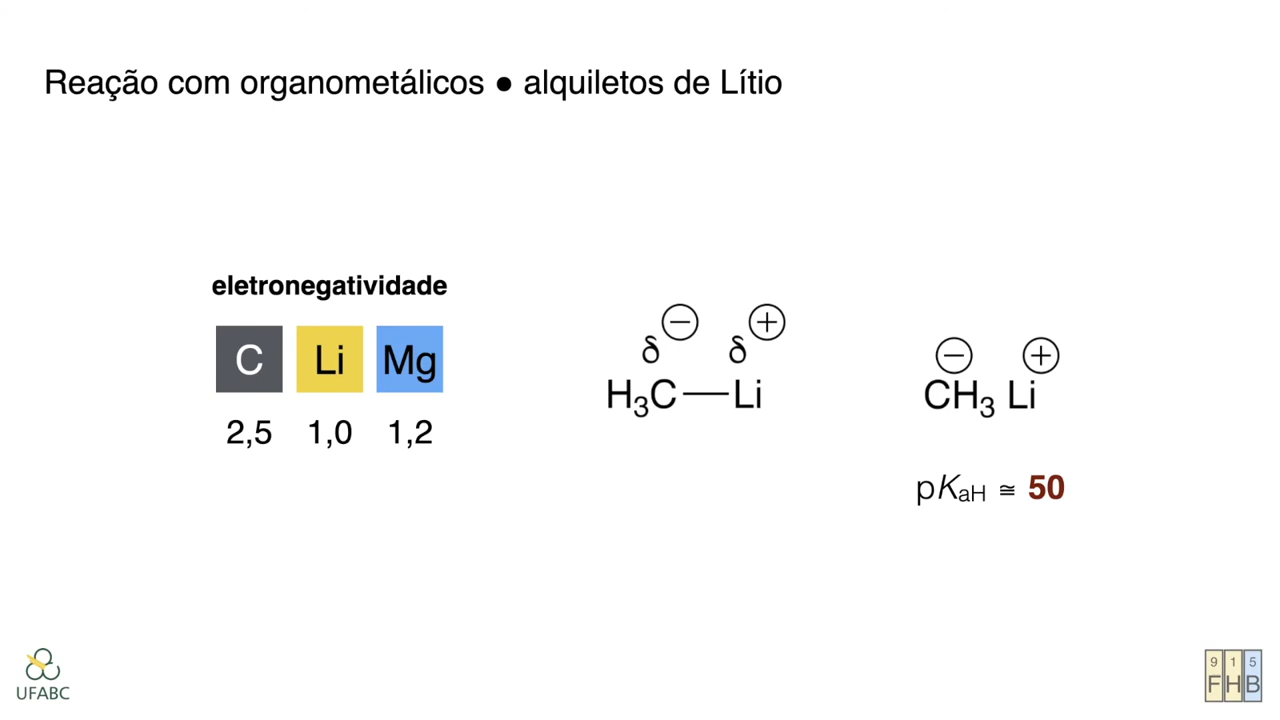 Reação com organometálicos ● alquiletos de Lítio
eletronegatividade
C Li Mg
2,5 1,0 1,2
δ⊖ δ⊕
H₃C—Li
⊖ ⊕
CH₃ Li
pKaH ≅ 50
UFABC
9 1 5
F H B